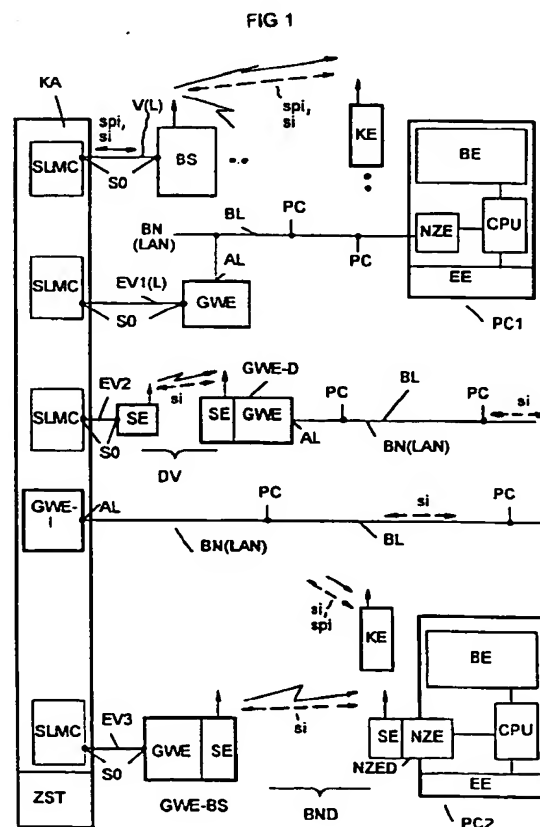 FIG 1
KA
spi,
si
V(L)
SLMC
S0
BS
spi,
si
KE
BE
NZE
CPU
EE
PC1
BN
(LAN)
BL
PC
PC
AL
SLMC
EV1(L)
S0
GWE
GWE-D
SLMC
EV2
S0
SE
si
SE
GWE
AL
PC
BL
PC
si
BN(LAN)
DV
GWE-
I
AL
PC
si
PC
BN(LAN)
BL
si,
spi
KE
BE
SLMC
EV3
S0
GWE
SE
si
SE
NZE
CPU
NZED
EE
ZST
GWE-BS
BND
PC2